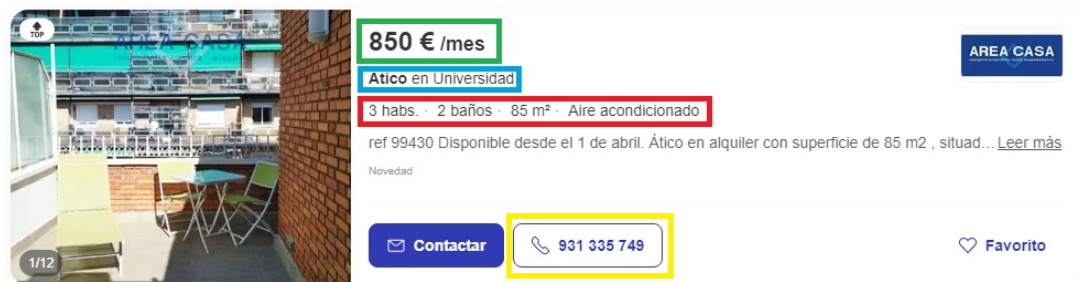 TOP
AREA CASA
1/12
850 € /mes
Atico en Universidad
3 habs. · 2 baños · 85 m² · Aire acondicionado
ref 99430 Disponible desde el 1 de abril. Ático en alquiler con superficie de 85 m2 , situad... Leer más
Novedad
Contactar
931 335 749
Favorito
AREA CASA